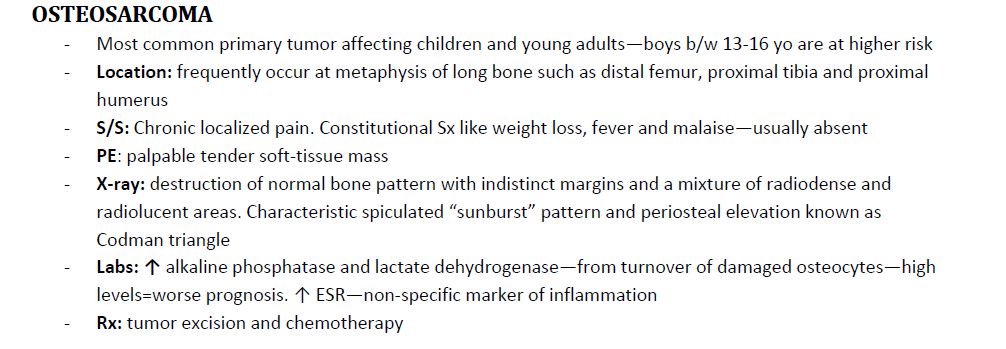 OSTEOSARCOMA
- Most common primary tumor affecting children and young adults—boys b/w 13-16 yo are at higher risk
- Location: frequently occur at metaphysis of long bone such as distal femur, proximal tibia and proximal
humerus
- S/S: Chronic localized pain. Constitutional Sx like weight loss, fever and malaise—usually absent
- PE: palpable tender soft-tissue mass
- X-ray: destruction of normal bone pattern with indistinct margins and a mixture of radiodense and
radiolucent areas. Characteristic spiculated “sunburst” pattern and periosteal elevation known as
Codman triangle
- Labs: ↑ alkaline phosphatase and lactate dehydrogenase—from turnover of damaged osteocytes—high
levels=worse prognosis. ↑ ESR—non-specific marker of inflammation
- Rx: tumor excision and chemotherapy